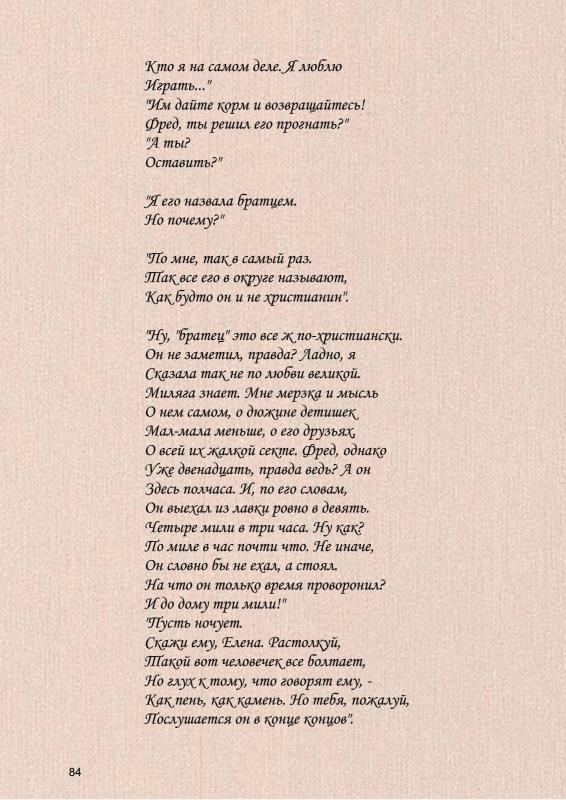 Кто я на самом деле. Я люблю
Играть..."
"Им дайте корм и возвращайтесь!
Фред, ты решил его прогнать?"
"А ты?
Оставить?"
"Я его назвала братцем.
Но почему?"
"По мне, так в самый раз.
Так все его в округе называют,
Как будто он и не христианин".
"Ну, "братец" это все ж по-христиански.
Он не заметил, правда? Ладно, я
Сказала так не по любви великой.
Миляга знает. Мне мерзка и мысль
О нем самом, о дюжине детишек
Мал-мала меньше, о его друзьях,
О всей их жалкой секте. Фред, однако
Уже двенадцать, правда ведь? А он
Здесь полчаса. И, по его словам,
Он выехал из лавки ровно в девять.
Четыре мили в три часа. Ну как?
По миле в час почти что. Не иначе,
Он словно бы не ехал, а стоял.
На что он только время проворонил?
И до дому три мили!"
"Пусть ночует.
Скажи ему, Елена. Растолкуй,
Такой вот человечек все болтает,
Но глух к тому, что говорят ему, -
Как пень, как камень. Но тебя, пожалуй,
Послушается он в конце концов".
84